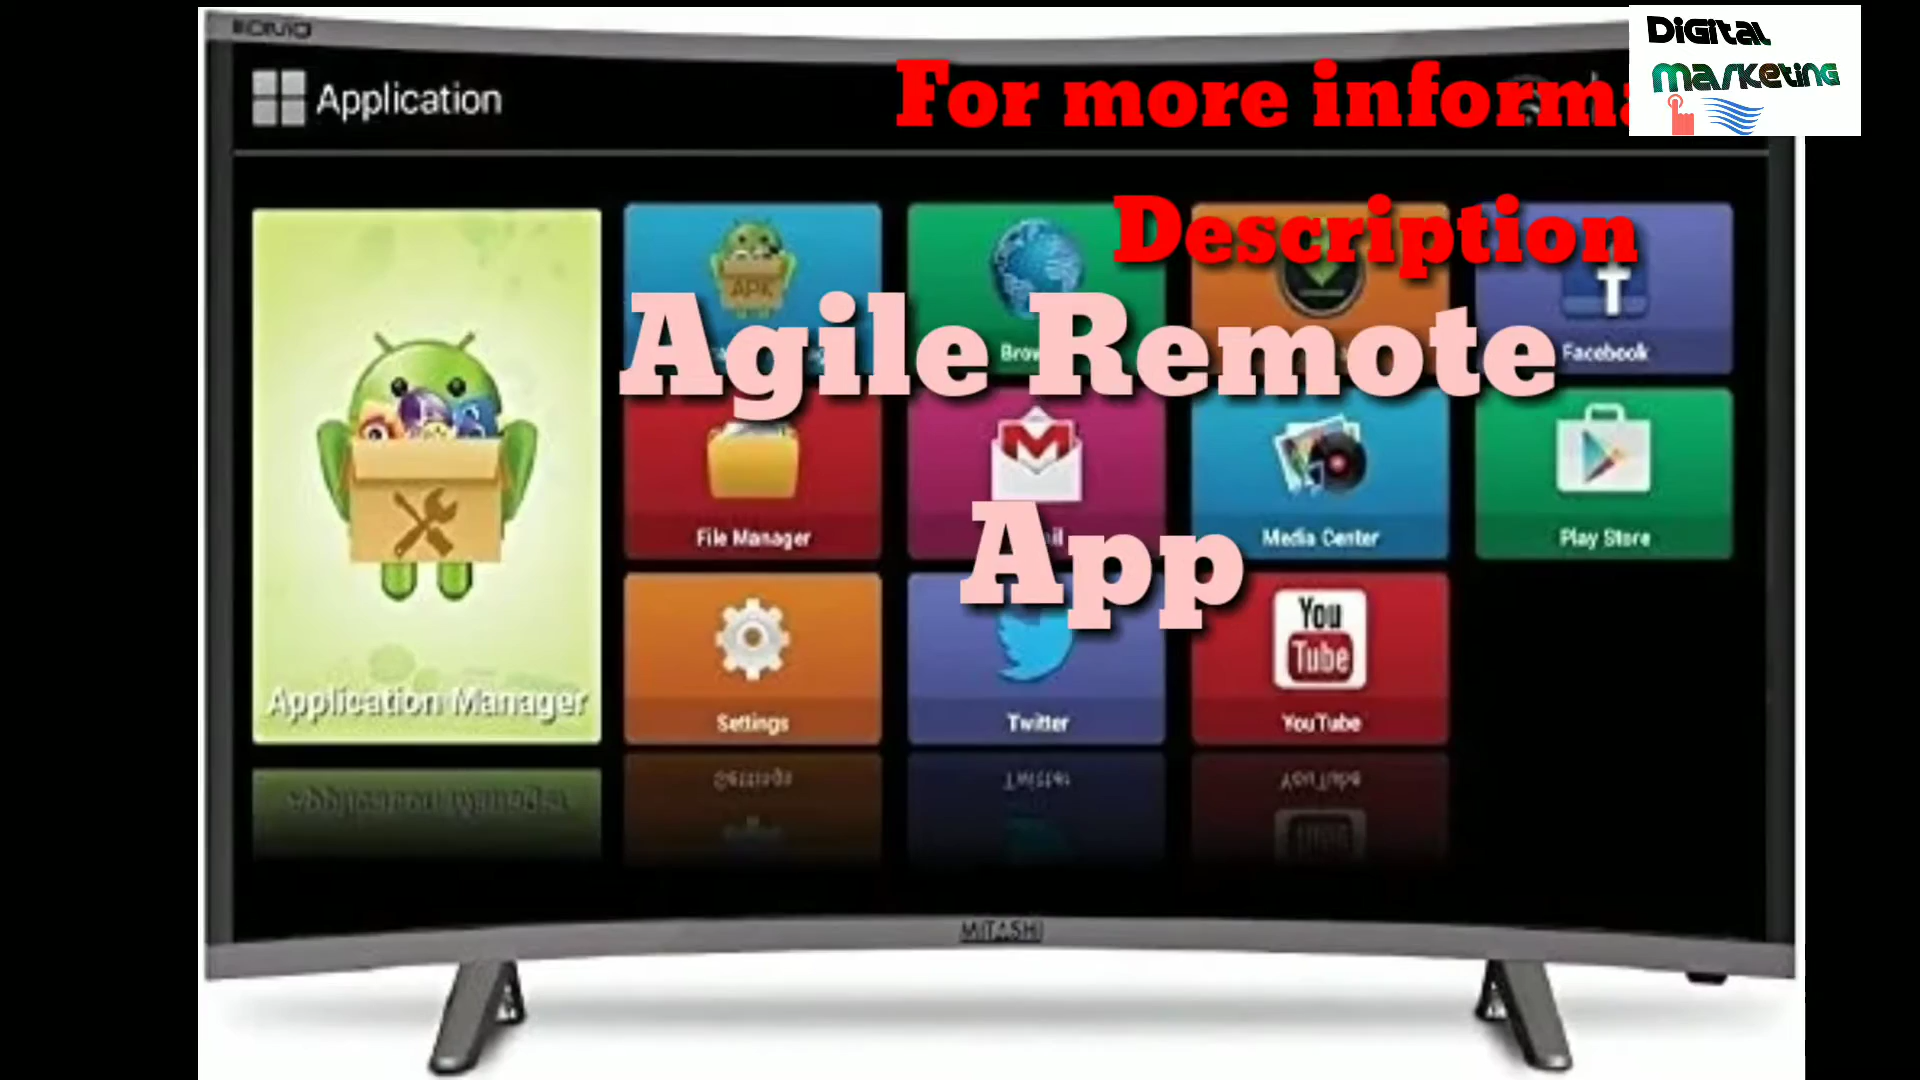 Application
For more informa
DiGital
marketing
Description
APK
Facebook
Agile Remote
App
File Manager
Media Center
Play Store
Application Manager
Settings
Twitter
You
Tube
YouTube
MITASHI